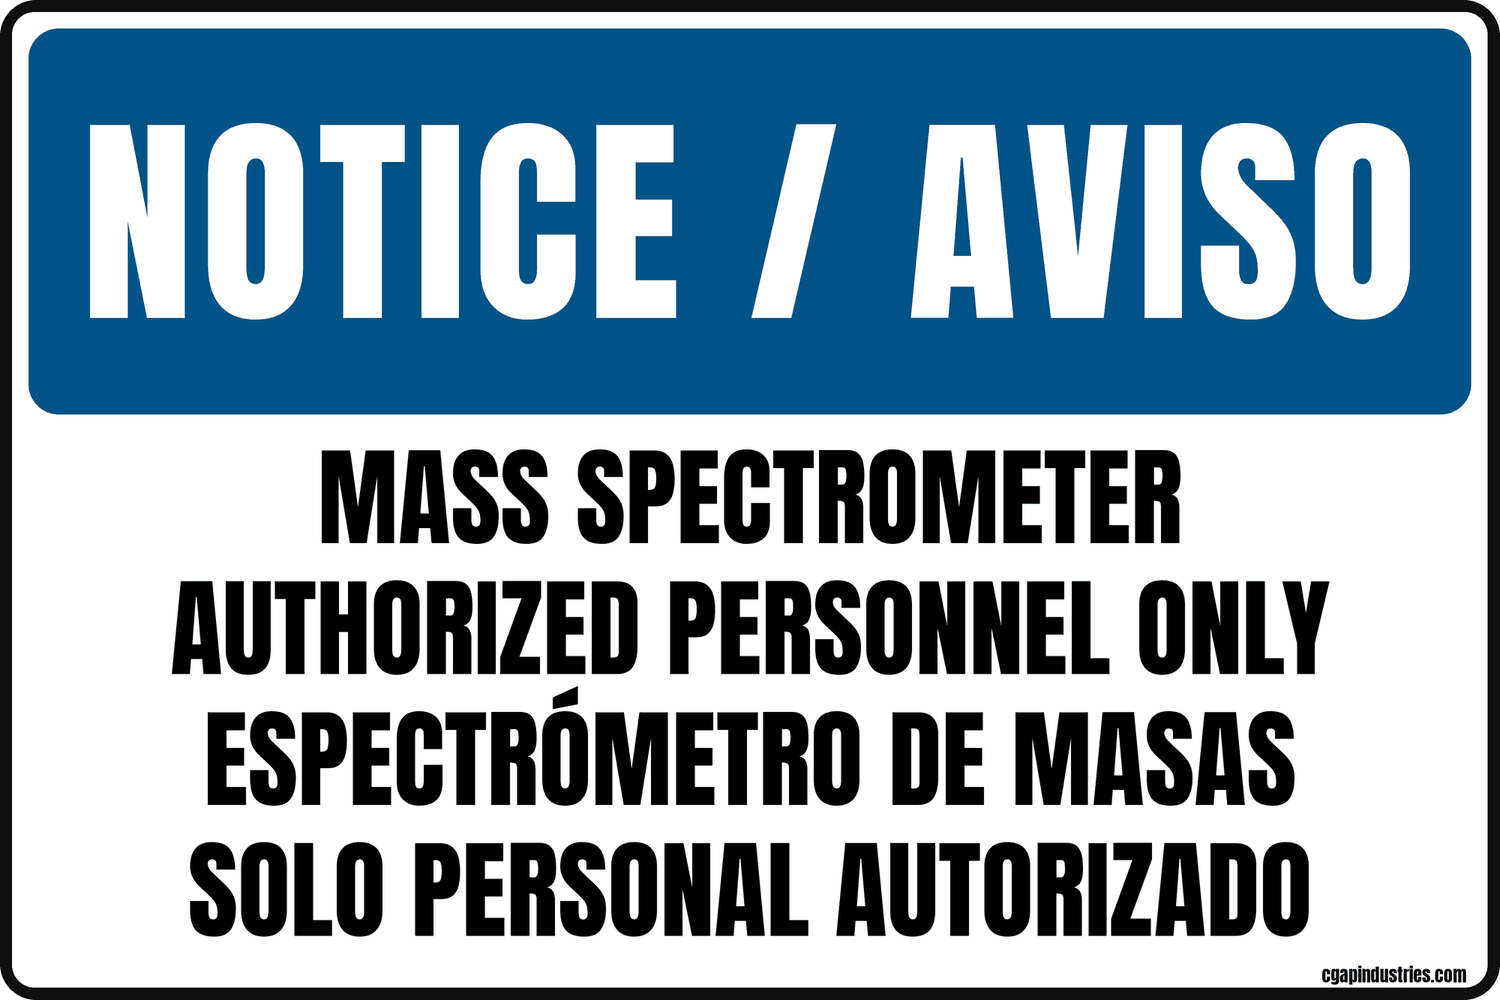 NOTICE / AVISO
MASS SPECTROMETER
AUTHORIZED PERSONNEL ONLY
ESPECTRÓMETRO DE MASAS
SOLO PERSONAL AUTORIZADO
cgapindustries.com